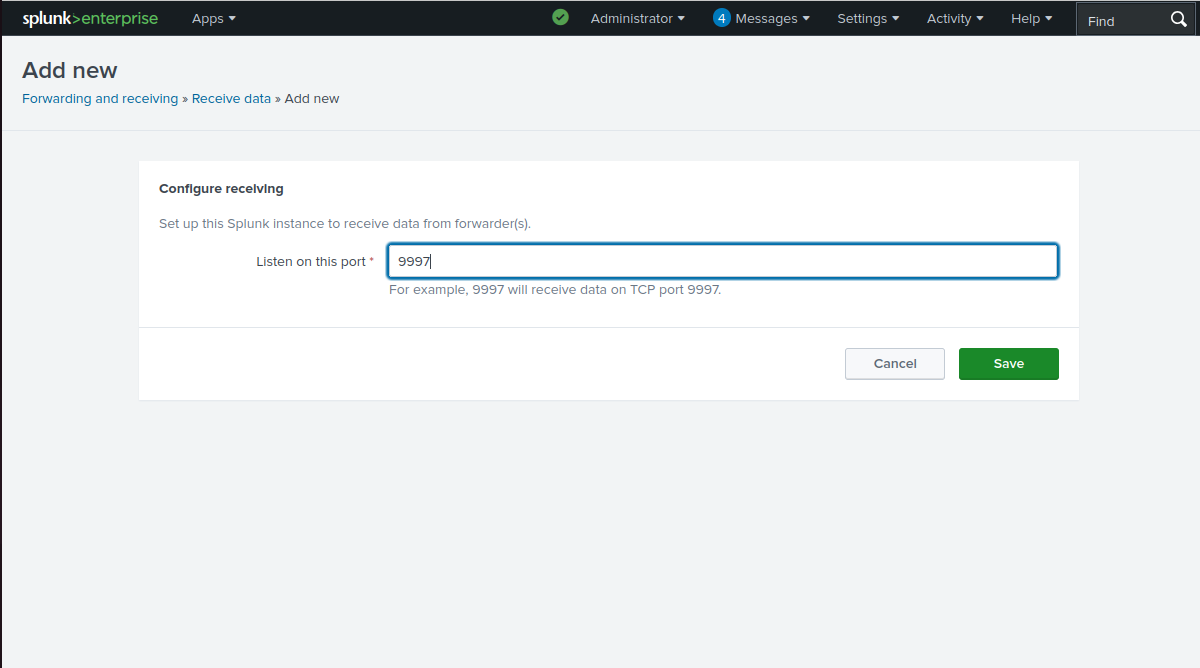 splunk>enterprise Apps Administrator 4 Messages Settings Activity Help Find
Add new
Forwarding and receiving » Receive data » Add new
Configure receiving
Set up this Splunk instance to receive data from forwarder(s).
Listen on this port * 9997
For example, 9997 will receive data on TCP port 9997.
Cancel Save